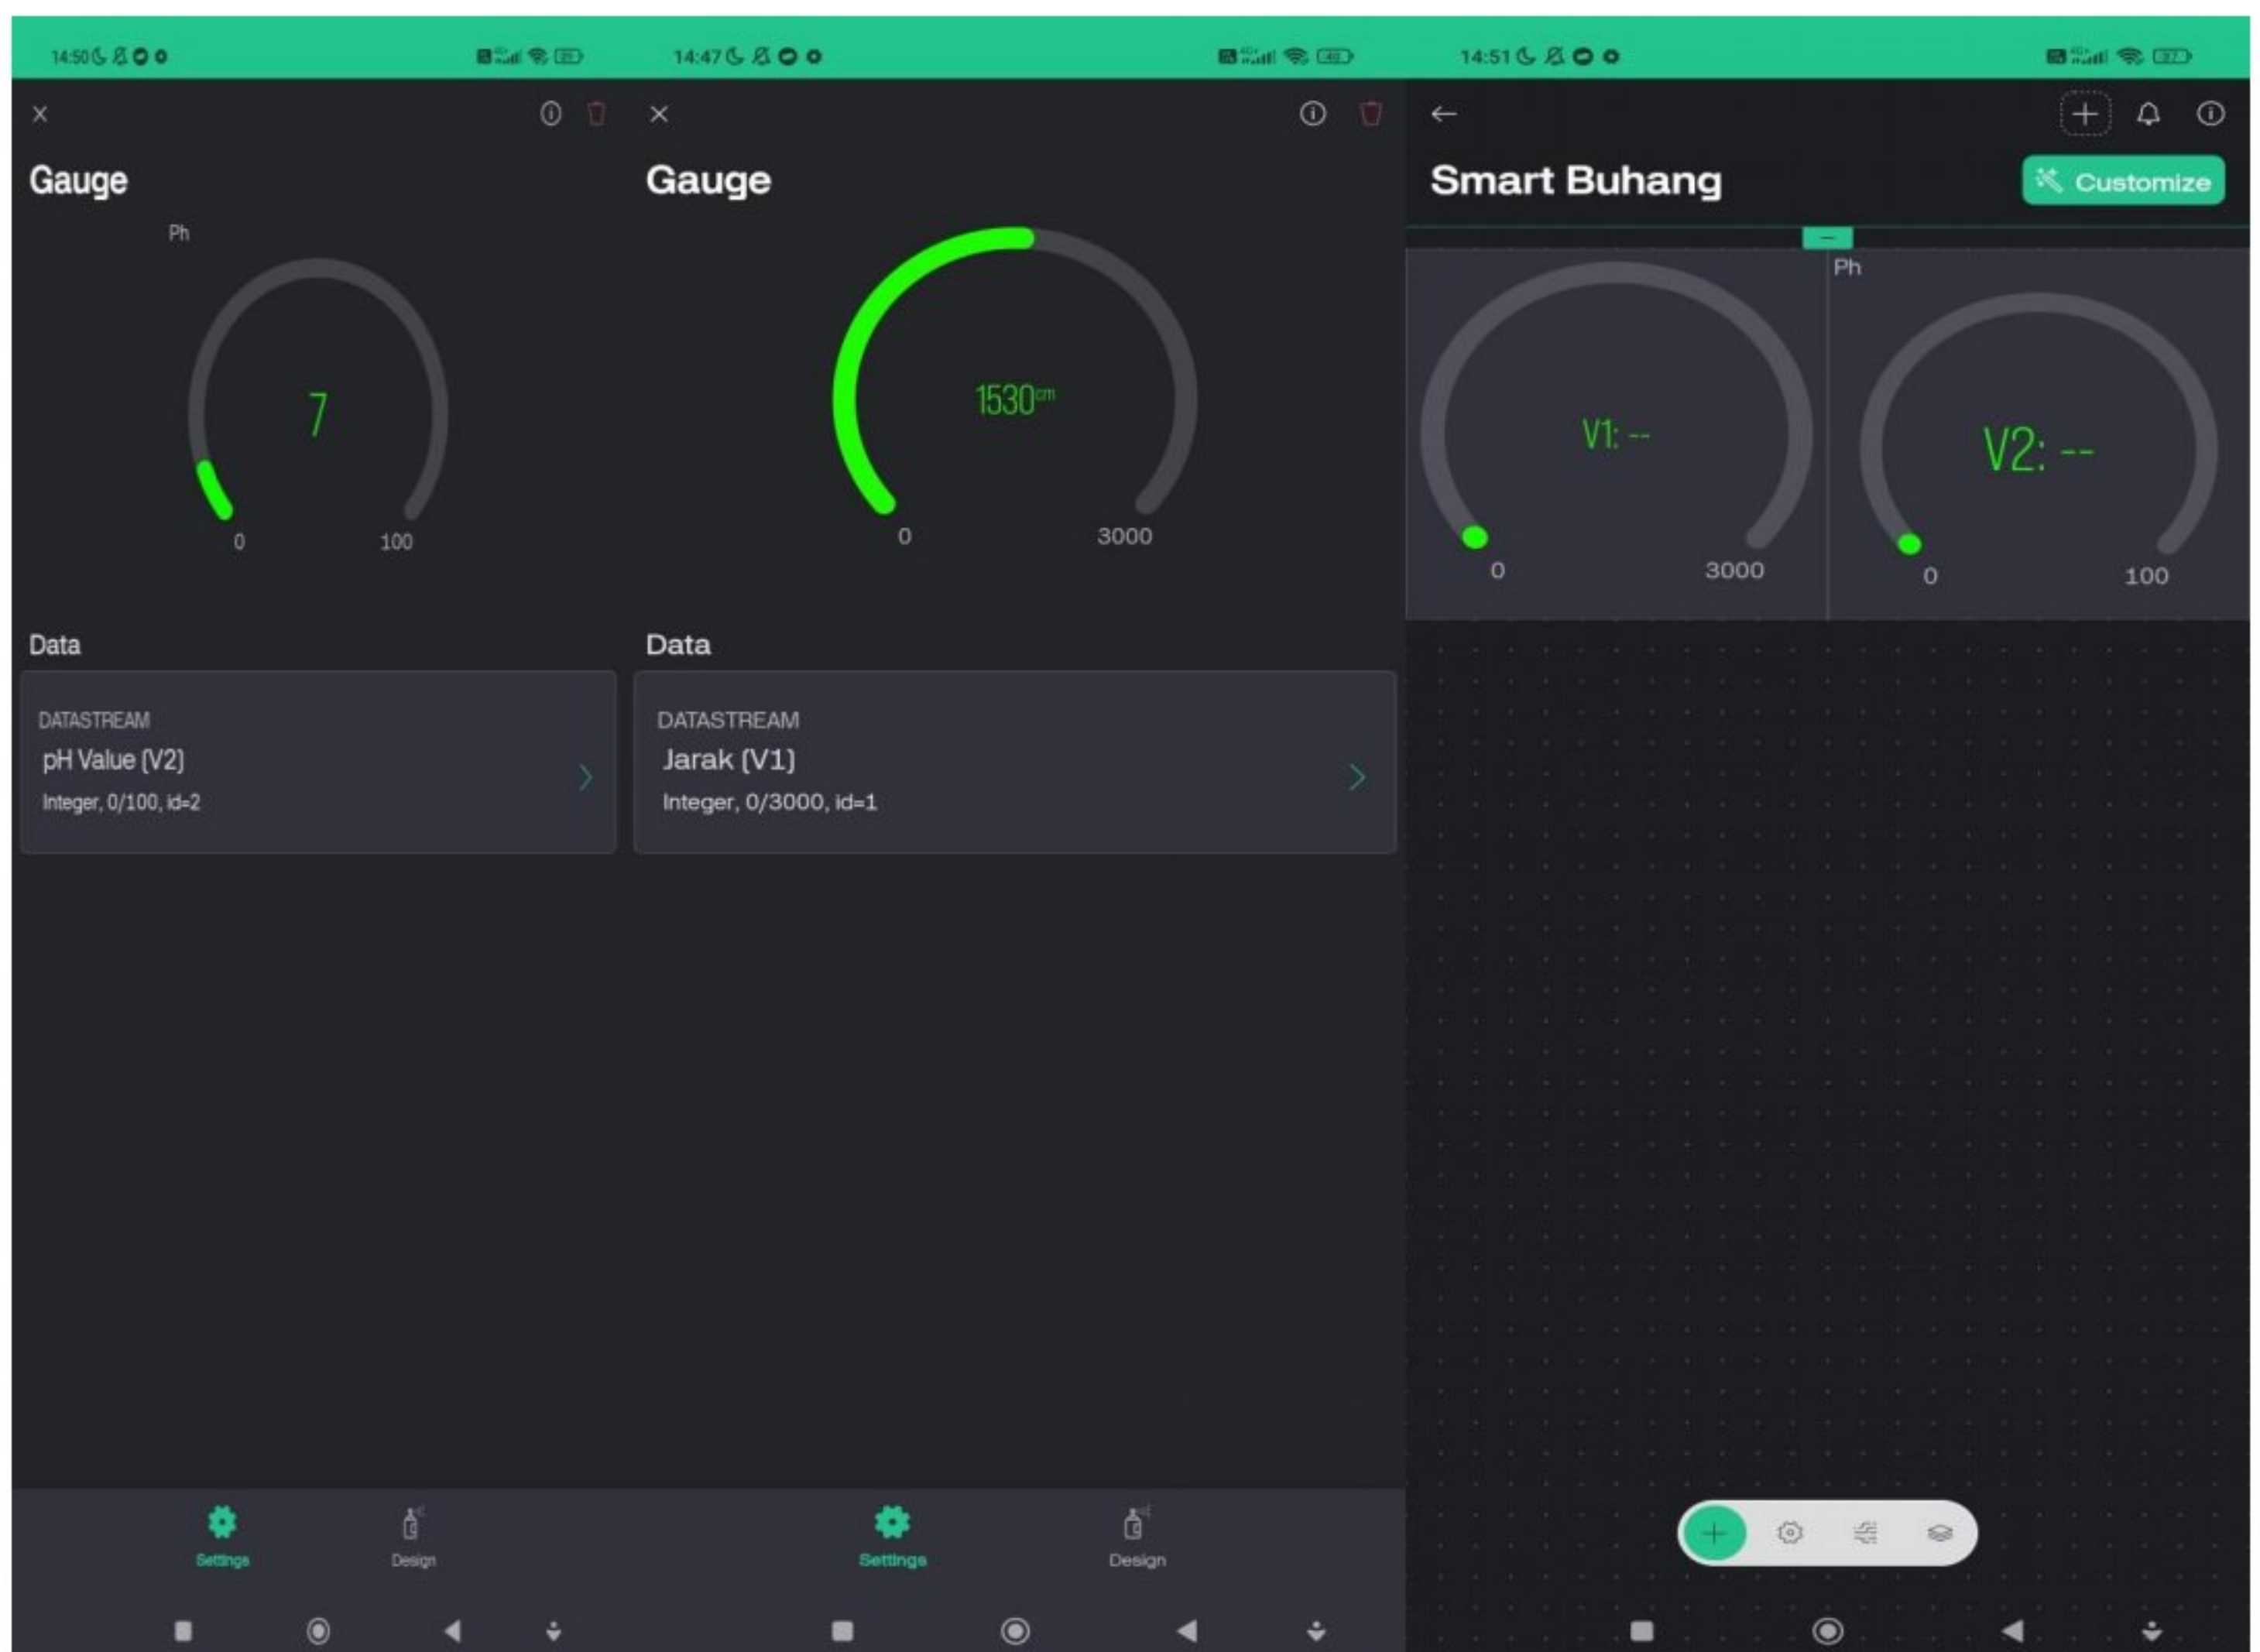 14:50
Gauge
Ph
7
0
100
Data
DATASTREAM
pH Value (V2)
Integer, 0/100, id=2
Settings
Design
14:47
40
Gauge
1530cm
0
3000
Data
DATASTREAM
Jarak (V1)
Integer, 0/3000, id=1
Settings
Design
14:51
37
Smart Buhang
Customize
V1: --
0
3000
Ph
V2: --
0
100